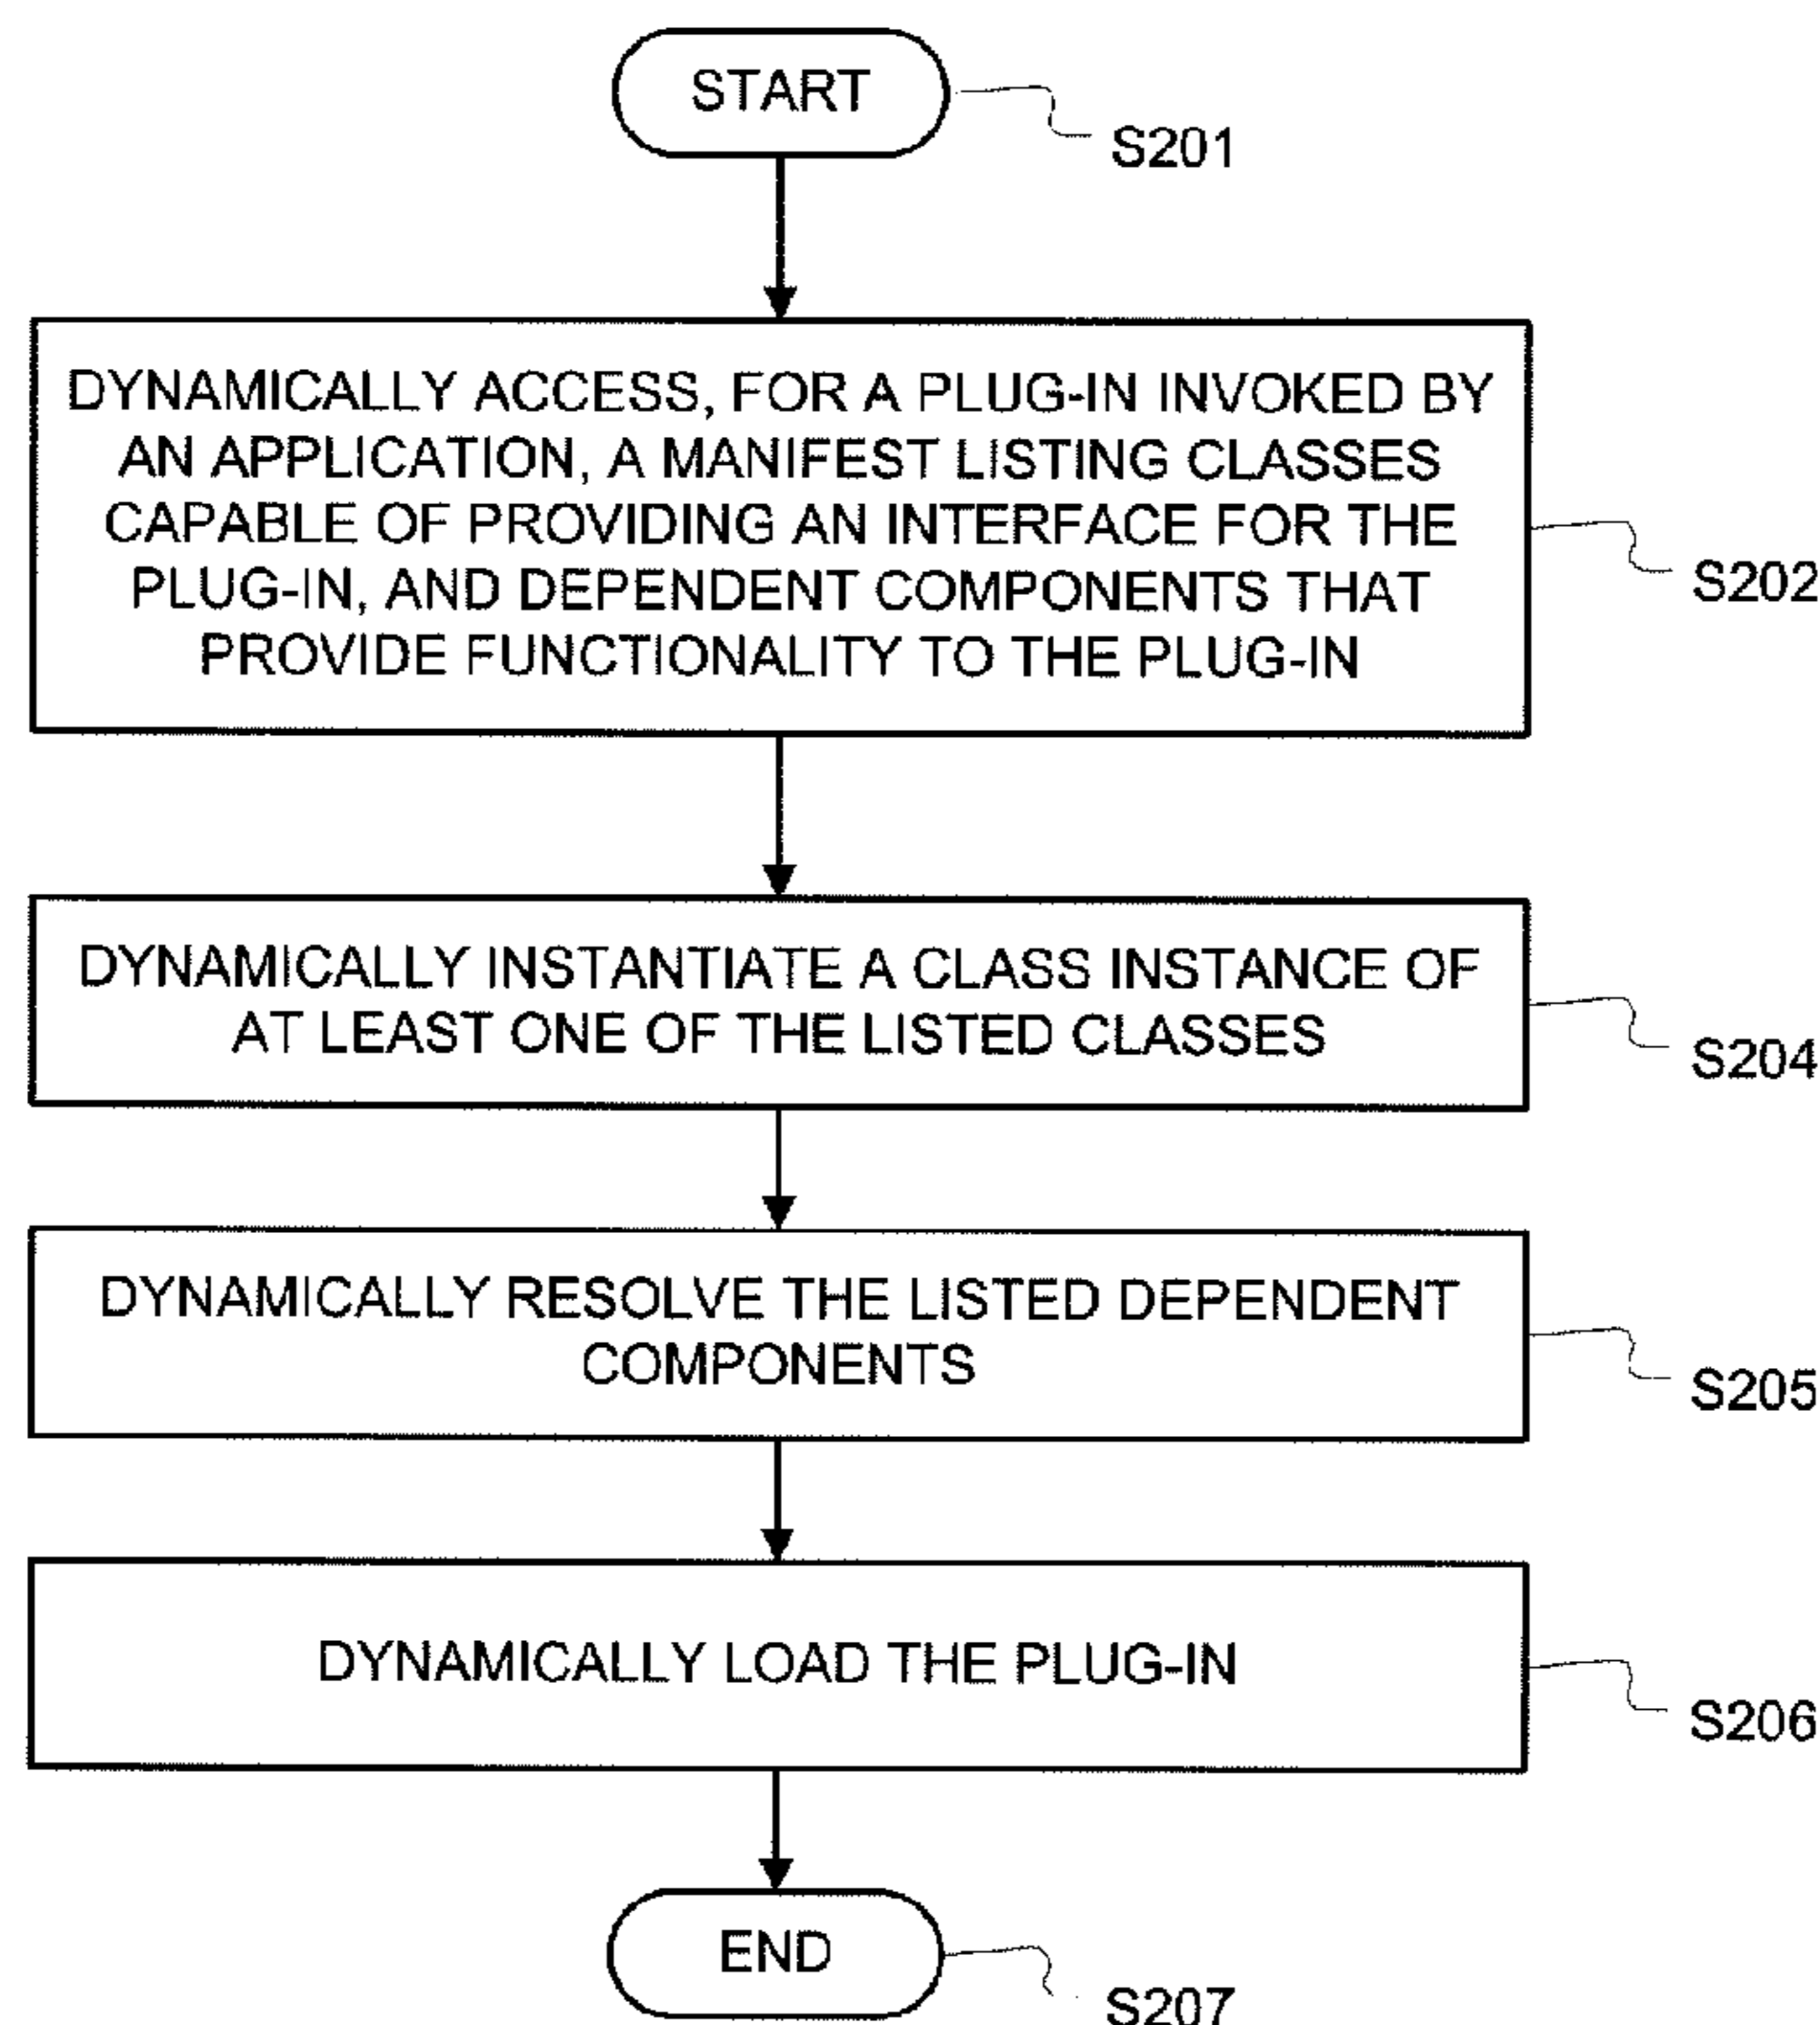 START
S201
DYNAMICALLY ACCESS, FOR A PLUG-IN INVOKED BY
AN APPLICATION, A MANIFEST LISTING CLASSES
CAPABLE OF PROVIDING AN INTERFACE FOR THE
PLUG-IN, AND DEPENDENT COMPONENTS THAT
PROVIDE FUNCTIONALITY TO THE PLUG-IN
S202
DYNAMICALLY INSTANTIATE A CLASS INSTANCE OF
AT LEAST ONE OF THE LISTED CLASSES
S204
DYNAMICALLY RESOLVE THE LISTED DEPENDENT
COMPONENTS
S205
DYNAMICALLY LOAD THE PLUG-IN
S206
END
S207